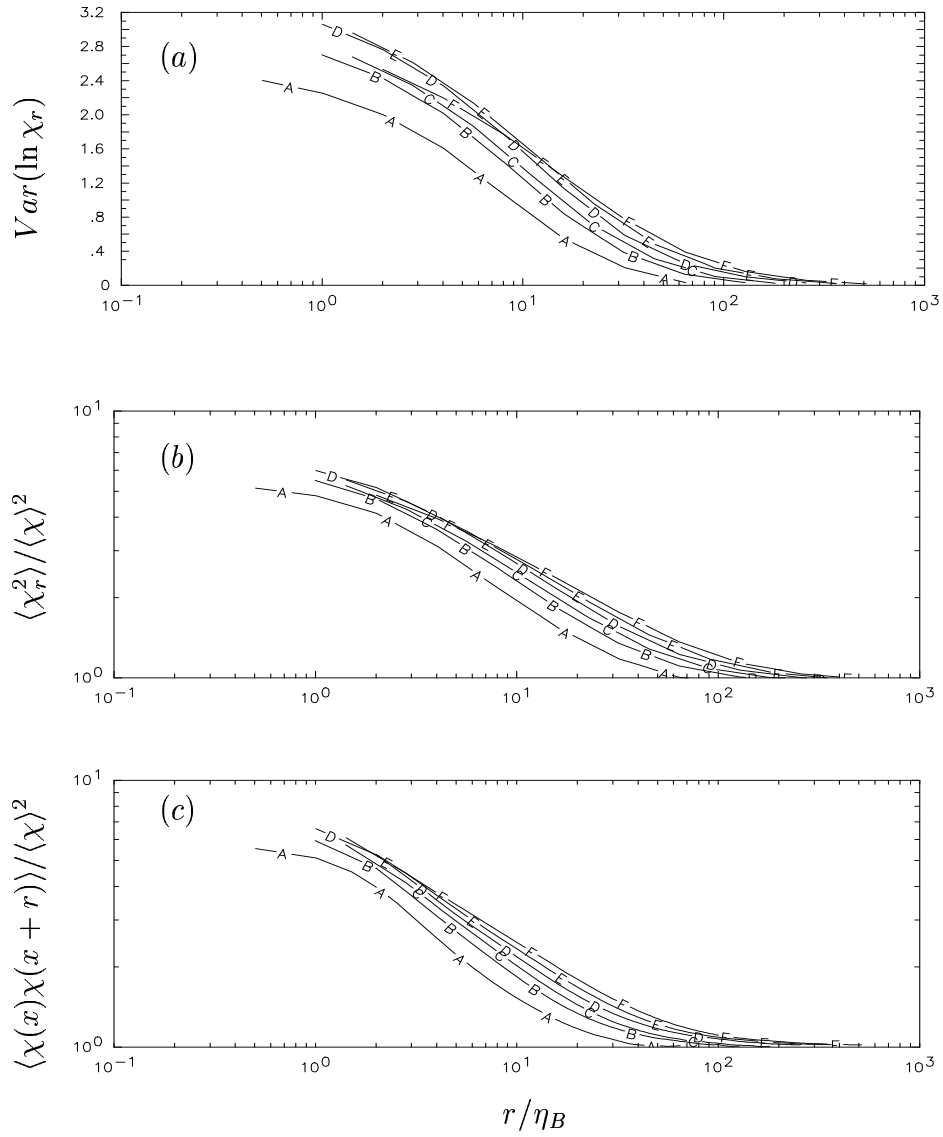 (a)
Var(ln χ_r)
3.2
2.8
2.4
2.0
1.6
1.2
.8
.4
0
A A A A A
B B B B
C C C C
D D D D D D
E E E E E
F F F F F
10^-1 10^0 10^1 10^2 10^3
(b)
⟨χ_r^2⟩/⟨χ⟩^2
10^1
10^0
A A A A
B B B B
C C C C
D D D D D
E E E
F F F F F
10^-1 10^0 10^1 10^2 10^3
(c)
⟨χ(x)χ(x + r)⟩/⟨χ⟩^2
10^1
10^0
A A A A
B B B B
C C C C
D D D D D
E E E E
F F F F F
10^-1 10^0 10^1 10^2 10^3
r/η_B